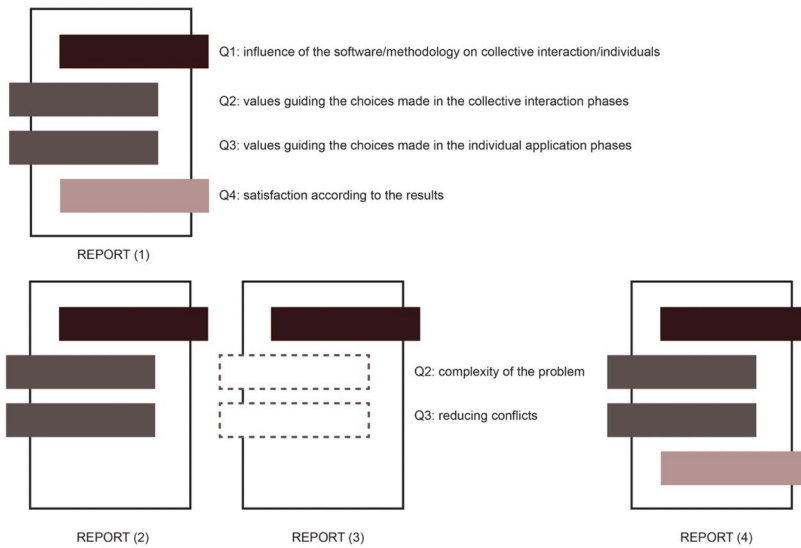 Q1: influence of the software/methodology on collective interaction/individuals
Q2: values guiding the choices made in the collective interaction phases
Q3: values guiding the choices made in the individual application phases
Q4: satisfaction according to the results
REPORT (1)
Q2: complexity of the problem
Q3: reducing conflicts
REPORT (2)
REPORT (3)
REPORT (4)